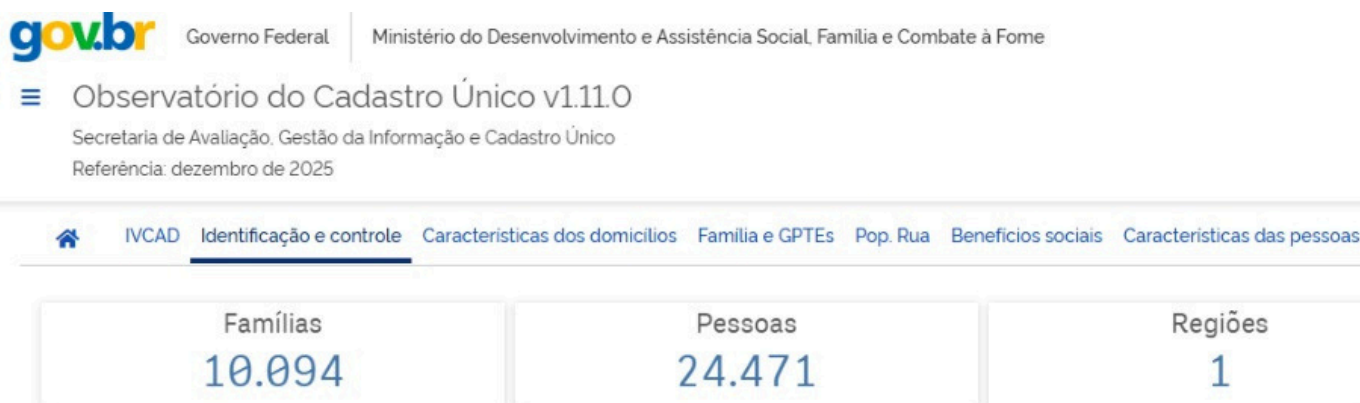 gov.br Governo Federal Ministério do Desenvolvimento e Assistência Social, Família e Combate à Fome
Observatório do Cadastro Único v1.11.0
Secretaria de Avaliação, Gestão da Informação e Cadastro Único
Referência: dezembro de 2025
IVCAD Identificação e controle Características dos domicílios Família e GPTEs Pop. Rua Benefícios sociais Características das pessoas
Famílias Pessoas Regiões
10.094 24.471 1